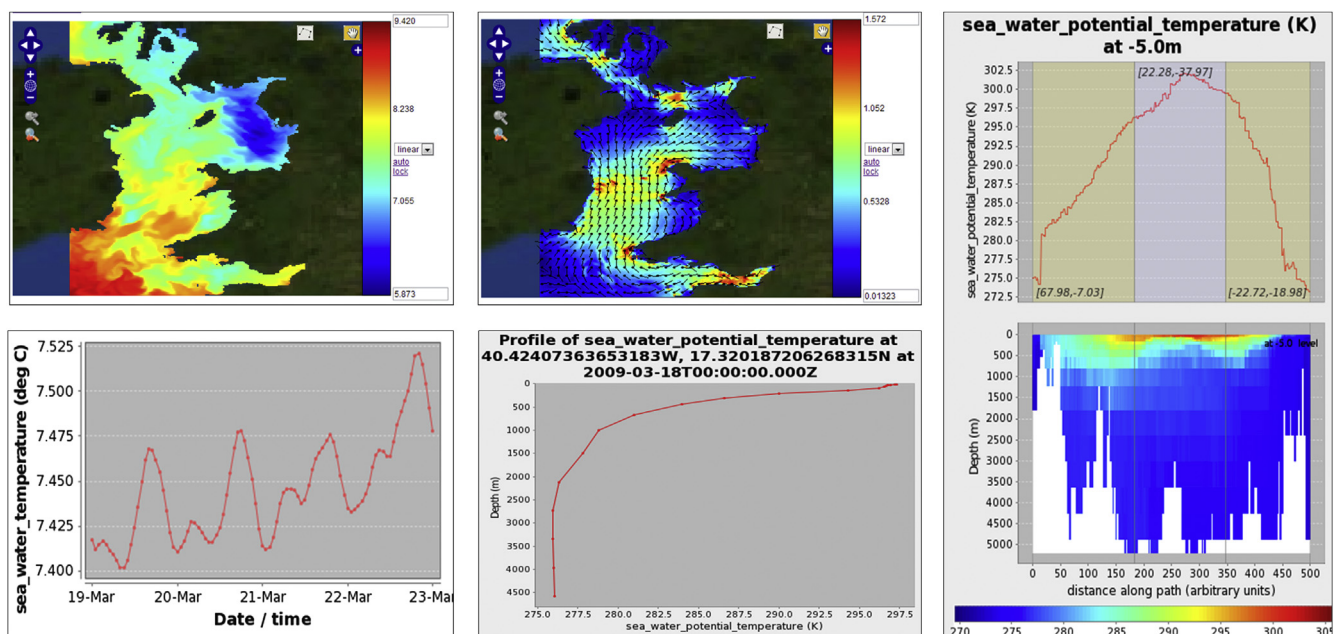 9.420
8.238
linear
auto
lock
7.055
5.873
1.572
1.052
linear
auto
lock
0.5328
0.01323
sea_water_potential_temperature (K)
at -5.0m
sea_water_potential_temperature (K)
302.5
300.0
297.5
295.0
292.5
290.0
287.5
285.0
282.5
280.0
277.5
275.0
272.5
[22.28,-37.97]
[67.98,-7.03]
[-22.72,-18.98]
at -5.0 level
Depth (m)
0
500
1000
1500
2000
2500
3000
3500
4000
4500
5000
0 50 100 150 200 250 300 350 400 450 500
distance along path (arbitrary units)
270 275 280 285 290 295 300 305
sea_water_temperature (deg C)
7.525
7.500
7.475
7.450
7.425
7.400
19-Mar 20-Mar 21-Mar 22-Mar 23-Mar
Date / time
Profile of sea_water_potential_temperature at
40.42407363653183W, 17.320187206268315N at
2009-03-18T00:00:00.000Z
Depth (m)
0
500
1000
1500
2000
2500
3000
3500
4000
4500
275.0 277.5 280.0 282.5 285.0 287.5 290.0 292.5 295.0 297.5
sea_water_potential_temperature (K)